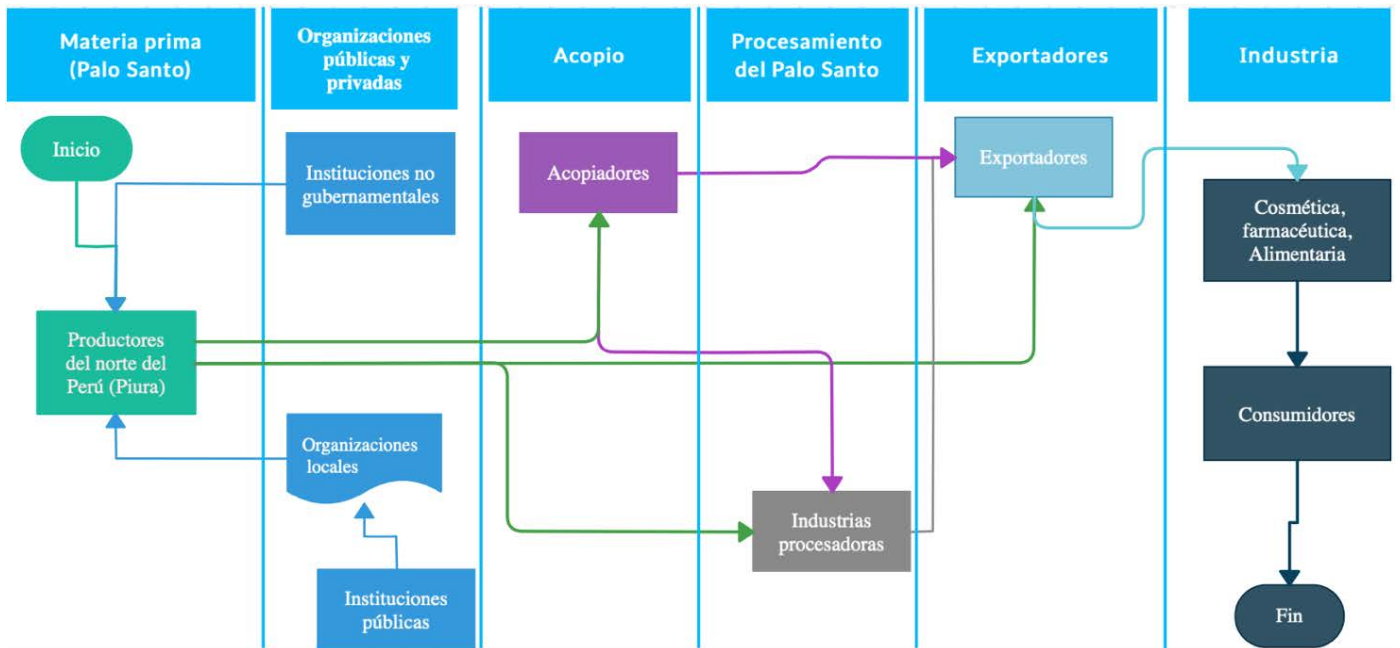 Materia prima
(Palo Santo)
Organizaciones
públicas y
privadas
Acopio
Procesamiento
del Palo Santo
Exportadores
Industria
Inicio
Instituciones no
gubernamentales
Acopiadores
Exportadores
Cosmética,
farmacéutica,
Alimentaria
Productores
del norte del
Perú (Piura)
Consumidores
Organizaciones
locales
Industrias
procesadoras
Instituciones
públicas
Fin